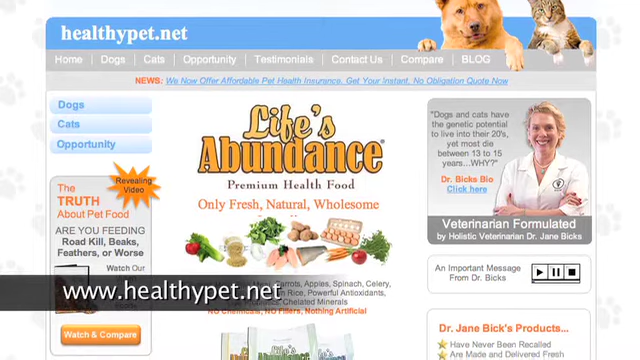 healthypet.net
Home | Dogs | Cats | Opportunity | Testimonials | Contact Us | Compare | BLOG
NEWS: We Now Offer Affordable Pet Health Insurance. Get Your Instant, No Obligation Quote Now
Dogs
Cats
Opportunity
Revealing
Video
The
TRUTH
About Pet Food
ARE YOU FEEDING
Road Kill, Beaks,
Feathers, or Worse
Watch Our
Watch & Compare
Life's
Abundance®
Premium Health Food
Only Fresh, Natural, Wholesome
Carrots, Apples, Spinach, Celery,
Rice, Powerful Antioxidants,
Chelated Minerals
NO Chemicals, NO Fillers, Nothing Artificial
Life's
Abundance
"Dogs and cats have
the genetic potential
to live into their 20's,
yet most die
between 13 to 15
years...WHY?"
Dr. Bicks Bio
Click here
Veterinarian Formulated
by Holistic Veterinarian Dr. Jane Bicks
An Important Message
From Dr. Bicks
Dr. Jane Bick's Products...
Have Never Been Recalled
Are Made and Delivered Fresh
www.healthypet.net